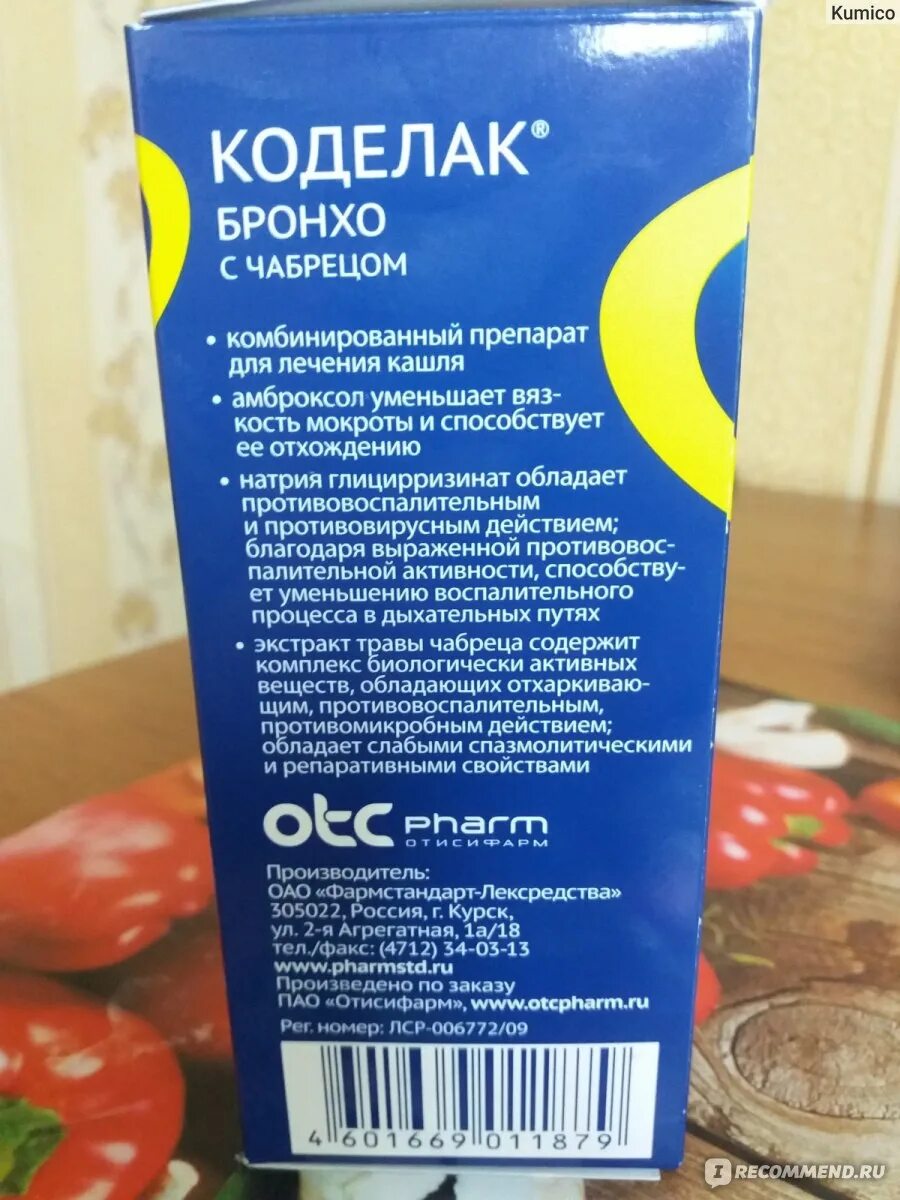 Kumico
КОДЕЛАК®
БРОНХО
С ЧАБРЕЦОМ
• комбинированный препарат
для лечения кашля
• амброксол уменьшает вяз-
кость мокроты и способствует
ее отхождению
• натрия глицирризинат обладает
противовоспалительным
и противовирусным действием;
благодаря выраженной противовос-
палительной активности, способству-
ет уменьшению воспалительного
процесса в дыхательных путях
• экстракт травы чабреца содержит
комплекс биологически активных
веществ, обладающих отхаркиваю-
щим, противовоспалительным,
противомикробным действием;
обладает слабыми спазмолитическими
и репаративными свойствами
отс pharm
ОТИСИФАРМ
Производитель:
ОАО «Фармстандарт-Лексредства»
305022, Россия, г. Курск,
ул. 2-я Агрегатная, 1а/18
тел./факс: (4712) 34-03-13
www.pharmstd.ru
Произведено по заказу
ПАО «Отисифарм», www.otcpharm.ru
Рег. номер: ЛСР-006772/09
4 601669 011879
I RECOMMEND.RU